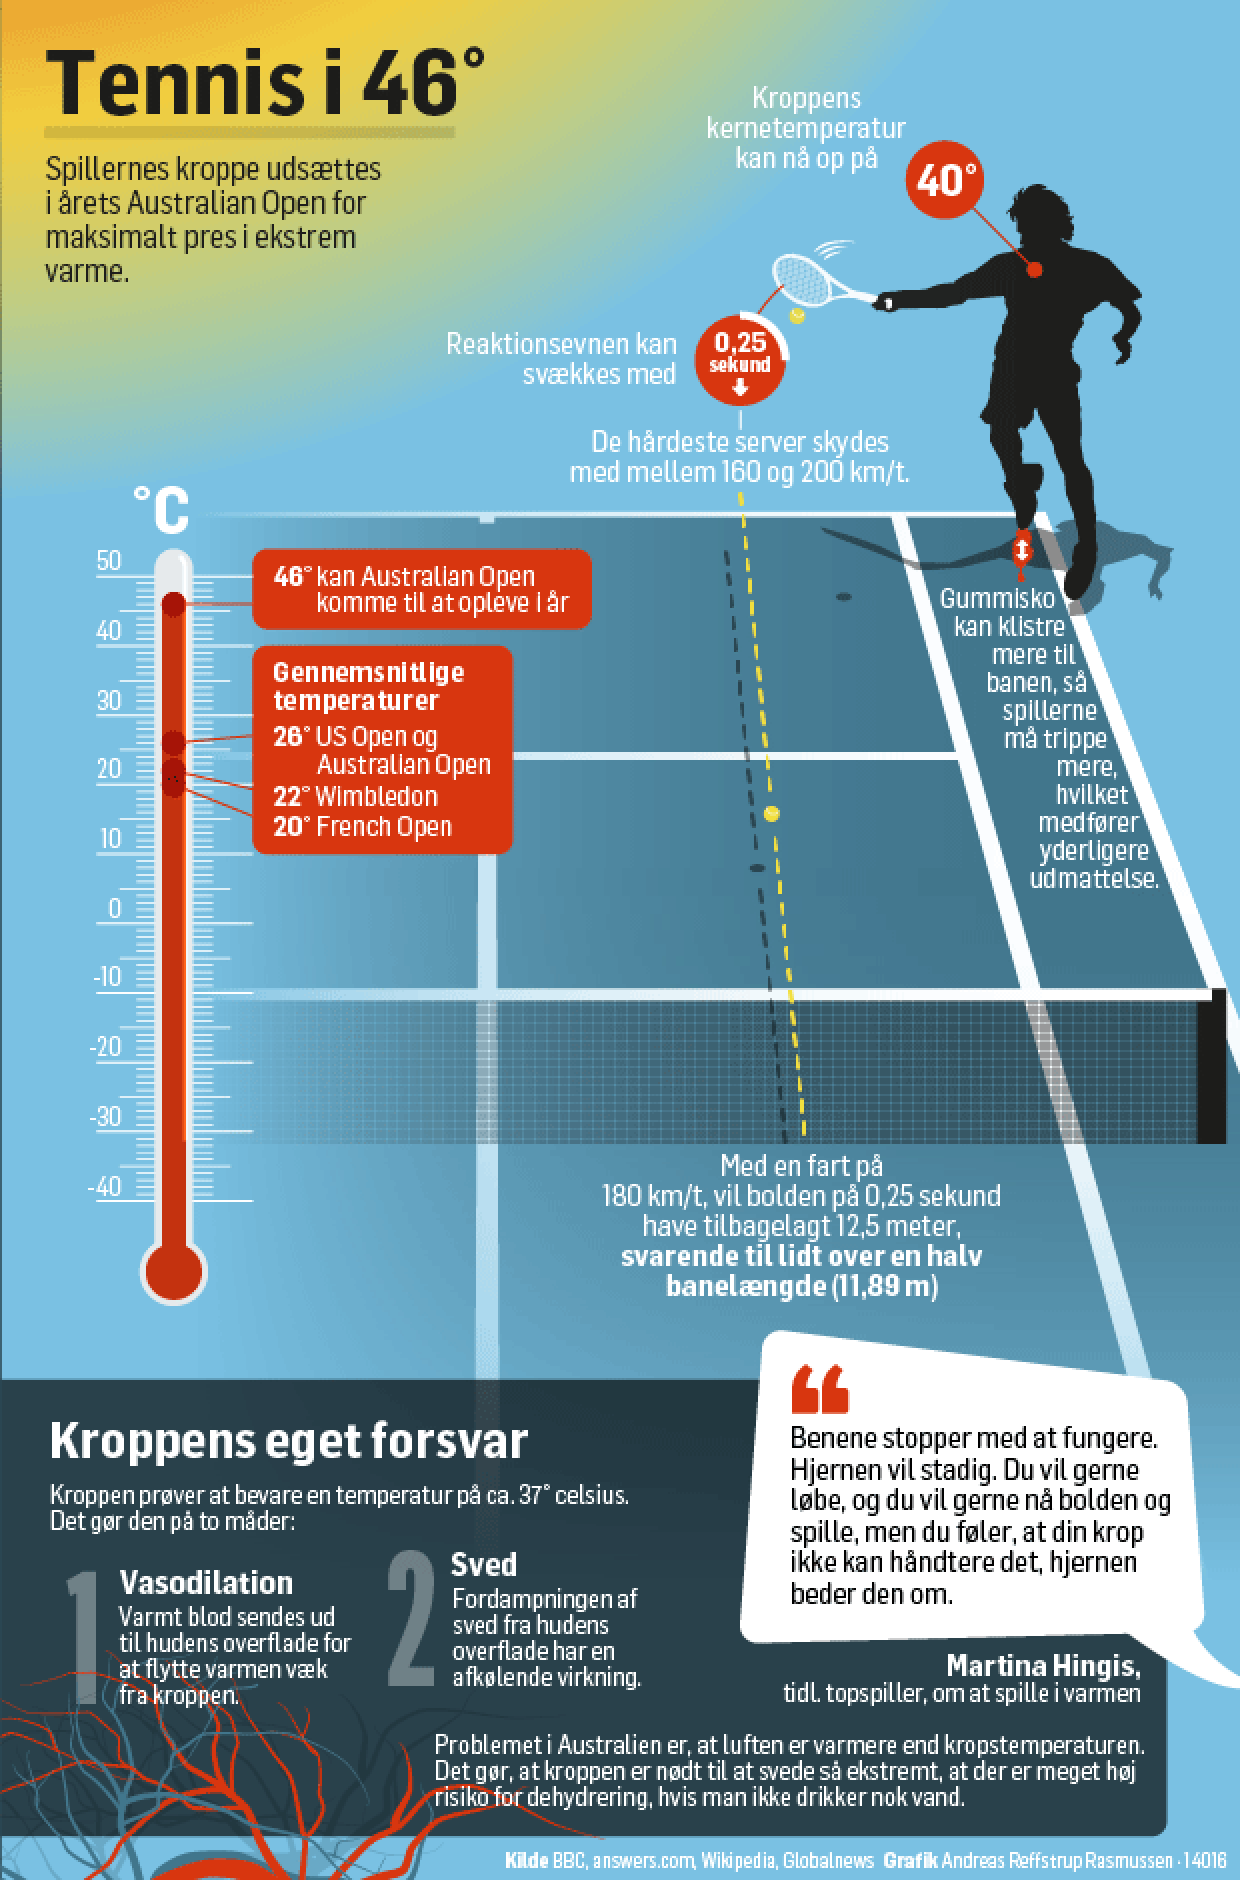 Tennis i 46°
Spillernes kroppe udsættes
i årets Australian Open for
maksimalt pres i ekstrem
varme.
Kroppens
kernetemperatur
kan nå op på
40°
Reaktionsevnen kan
svækkes med
0,25
sekund
De hårdeste server skydes
med mellem 160 og 200 km/t.
°C
50
40
30
20
10
0
-10
-20
-30
-40
46° kan Australian Open
komme til at opleve i år
Gennemsnitlige
temperaturer
26° US Open og
Australian Open
22° Wimbledon
20° French Open
Gummisko
kan klistre
mere til
banen, så
spillerne
må trippe
mere,
hvilket
medfører
yderligere
udmattelse.
Med en fart på
180 km/t, vil bolden på 0,25 sekund
have tilbagelagt 12,5 meter,
svarende til lidt over en halv
banelængde (11,89 m)
Kroppens eget forsvar
Kroppen prøver at bevare en temperatur på ca. 37° celsius.
Det gør den på to måder:
1
Vasodilation
Varmt blod sendes ud
til hudens overflade for
at flytte varmen væk
fra kroppen.
2
Sved
Fordampningen af
sved fra hudens
overflade har en
afkølende virkning.
“
Benene stopper med at fungere.
Hjernen vil stadig. Du vil gerne
løbe, og du vil gerne nå bolden og
spille, men du føler, at din krop
ikke kan håndtere det, hjernen
beder den om.
Martina Hingis,
tidl. topspiller, om at spille i varmen
Problemet i Australien er, at luften er varmere end kropstemperaturen.
Det gør, at kroppen er nødt til at svede så ekstremt, at der er meget høj
risiko for dehydrering, hvis man ikke drikker nok vand.
Kilde BBC, answers.com, Wikipedia, Globalnews Grafik Andreas Reffstrup Rasmussen · 14016